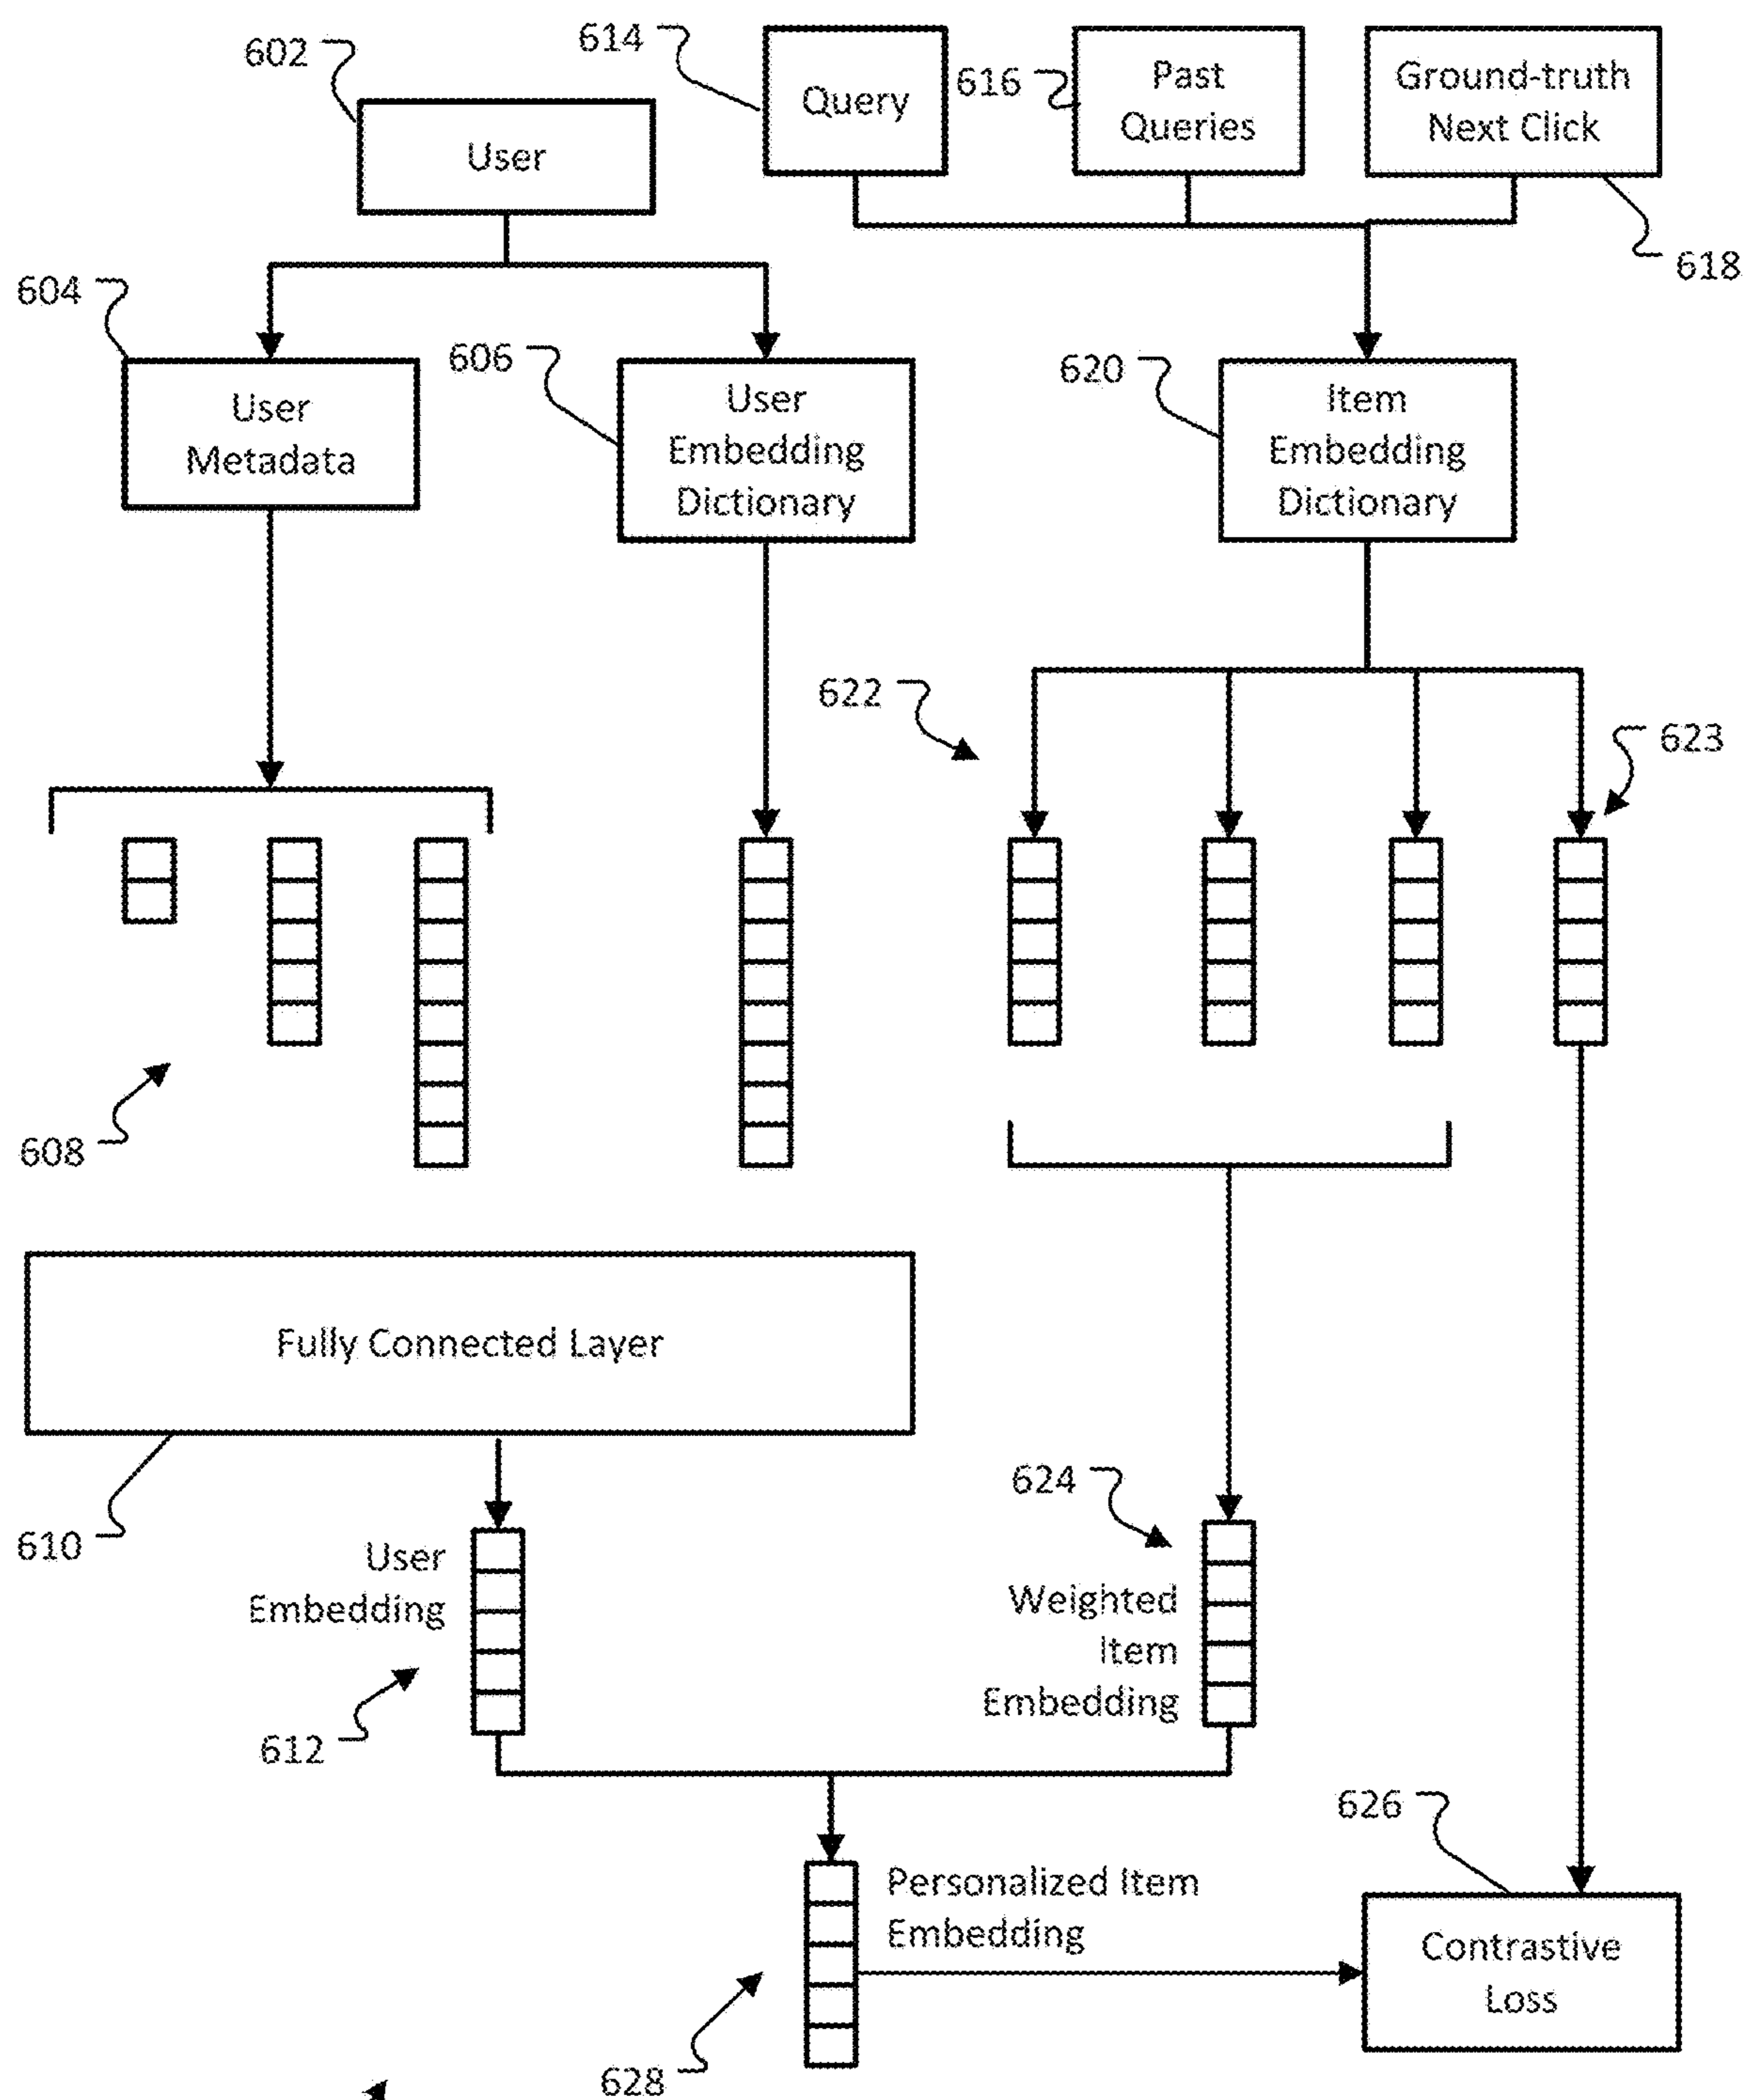 602
614
616
User
Query
Past
Queries
Ground-truth
Next Click
618
604
606
620
User
Metadata
User
Embedding
Dictionary
Item
Embedding
Dictionary
622
623
608
Fully Connected Layer
610
624
User
Embedding
Weighted
Item
Embedding
612
626
Personalized Item
Embedding
Contrastive
Loss
628